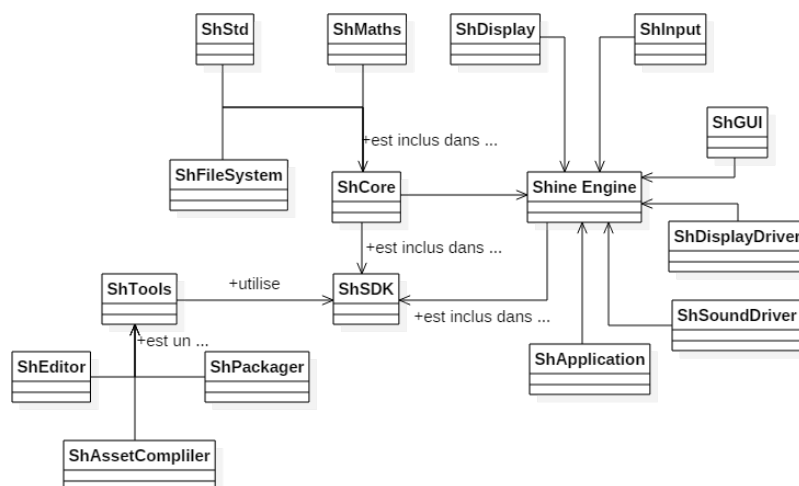 ShStd
ShMaths
ShDisplay
ShInput
ShGUI
+est inclus dans ...
ShFileSystem
ShCore
Shine Engine
ShDisplayDriver
+est inclus dans ...
ShTools
+utilise
ShSDK
+est inclus dans ...
ShSoundDriver
+est un ...
ShEditor
ShPackager
ShApplication
ShAssetCompliler